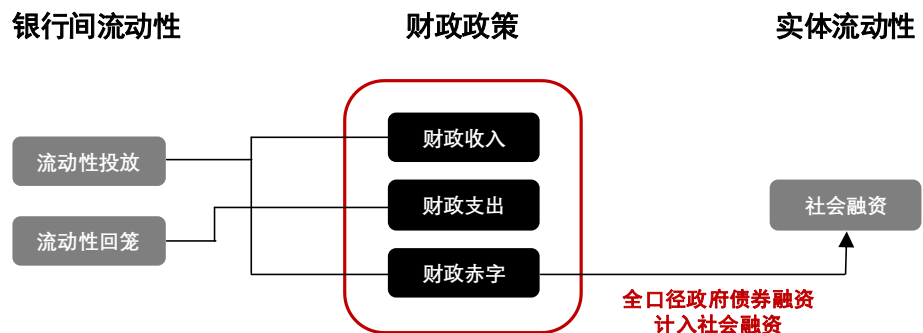 银行间流动性
财政政策
实体流动性
财政收入
流动性投放
财政支出
社会融资
流动性回笼
财政赤字
全口径政府债券融资
计入社会融资